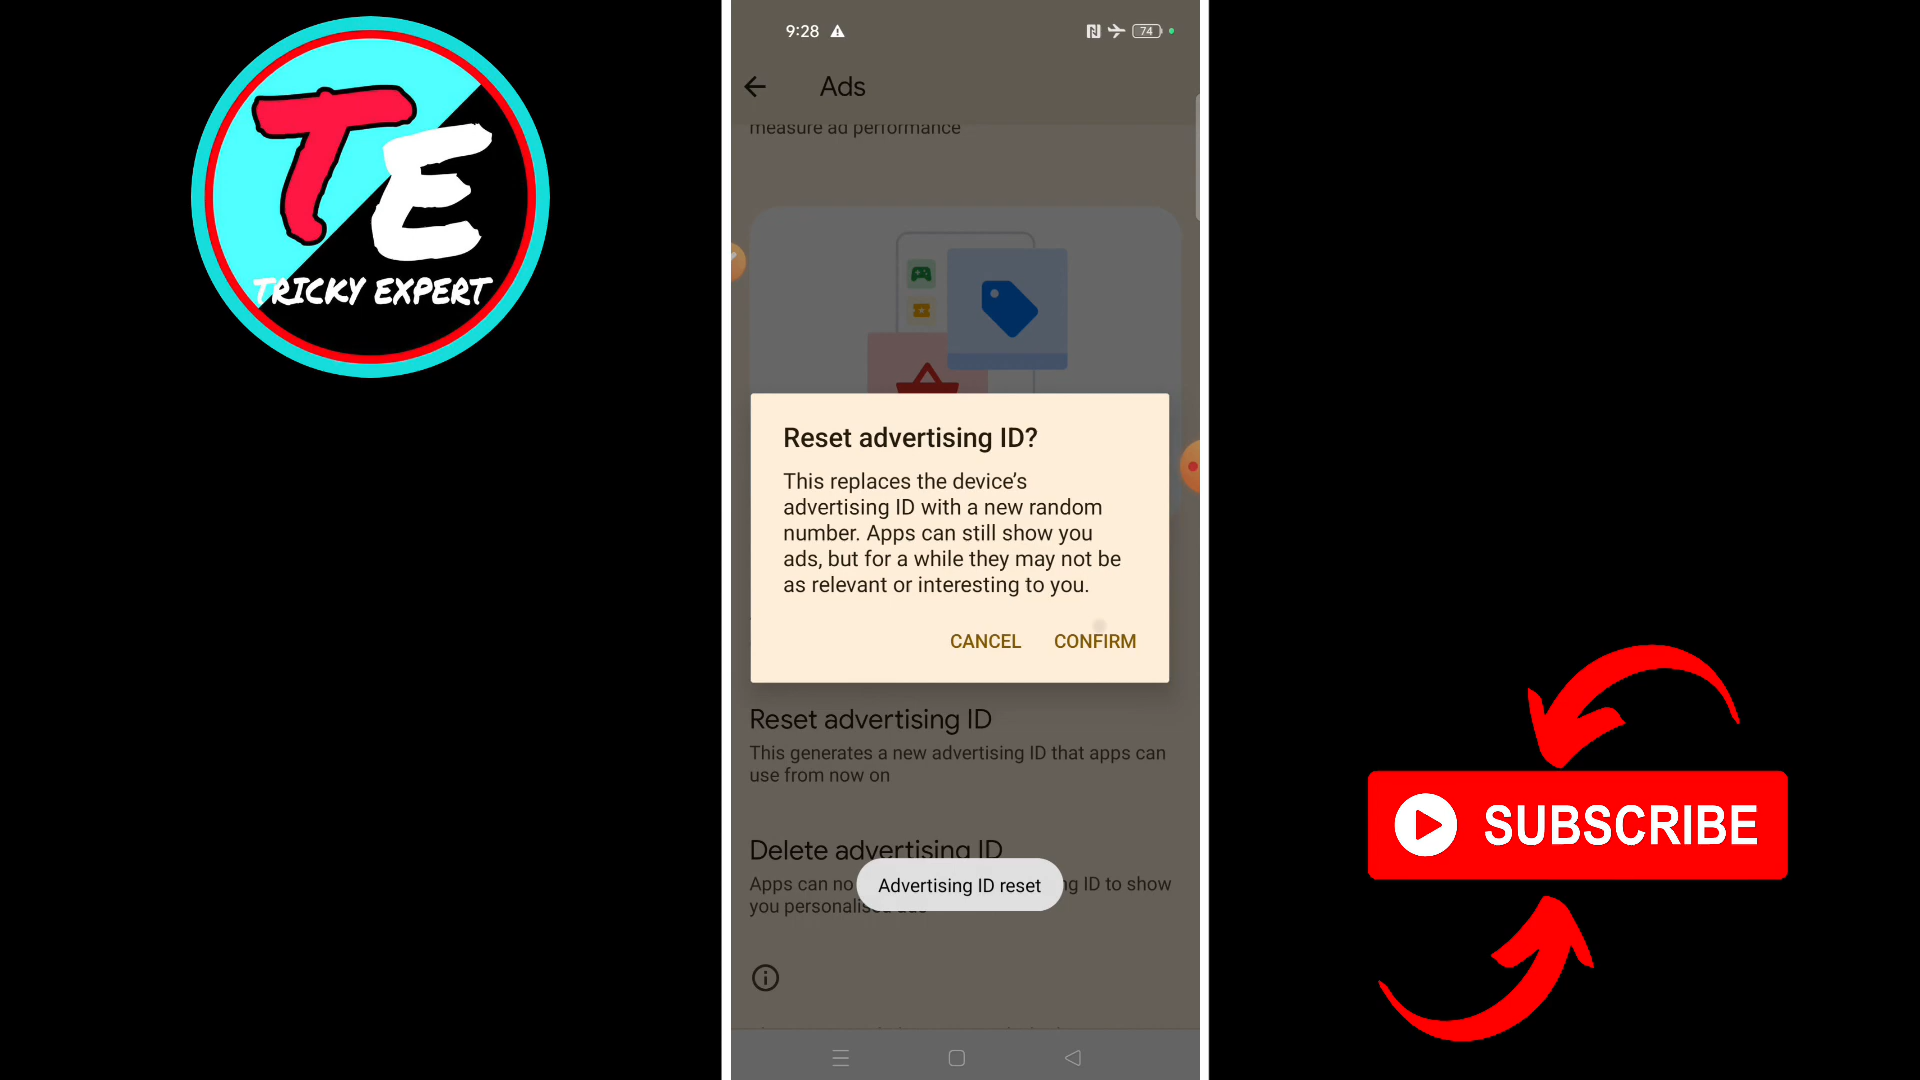 TE
TRICKY EXPERT
9:28
74
Ads
measure ad performance
Reset advertising ID?
This replaces the device's
advertising ID with a new random
number. Apps can still show you
ads, but for a while they may not be
as relevant or interesting to you.
CANCEL CONFIRM
Reset advertising ID
This generates a new advertising ID that apps can
use from now on
Delete advertising ID
Apps can no ID to show
you personalised
Advertising ID reset
SUBSCRIBE